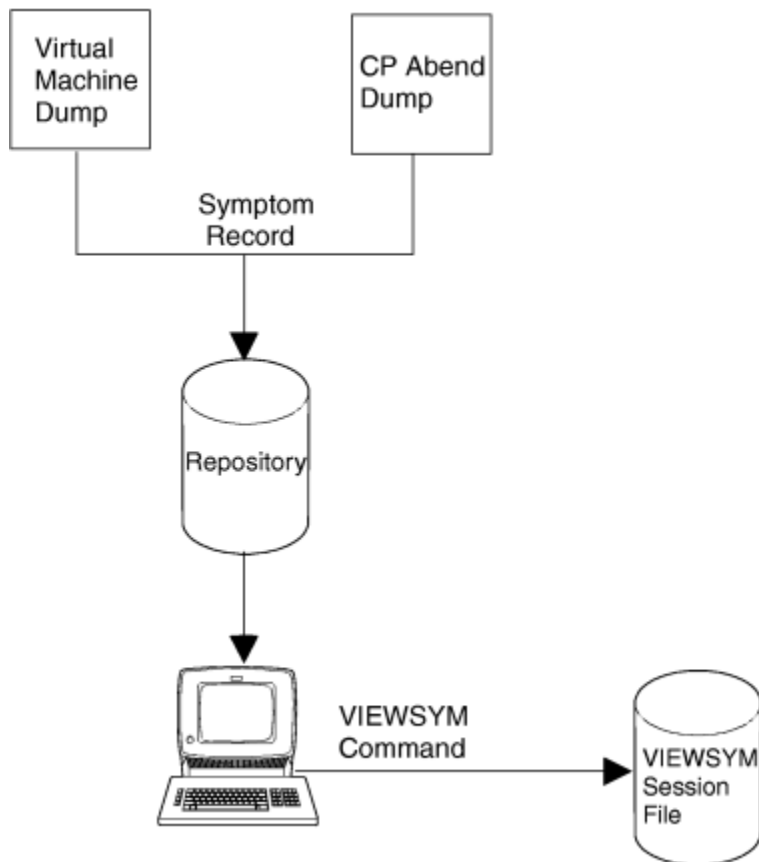 Virtual
Machine
Dump
CP Abend
Dump
Symptom
Record
Repository
VIEWSYM
Command
VIEWSYM
Session
File